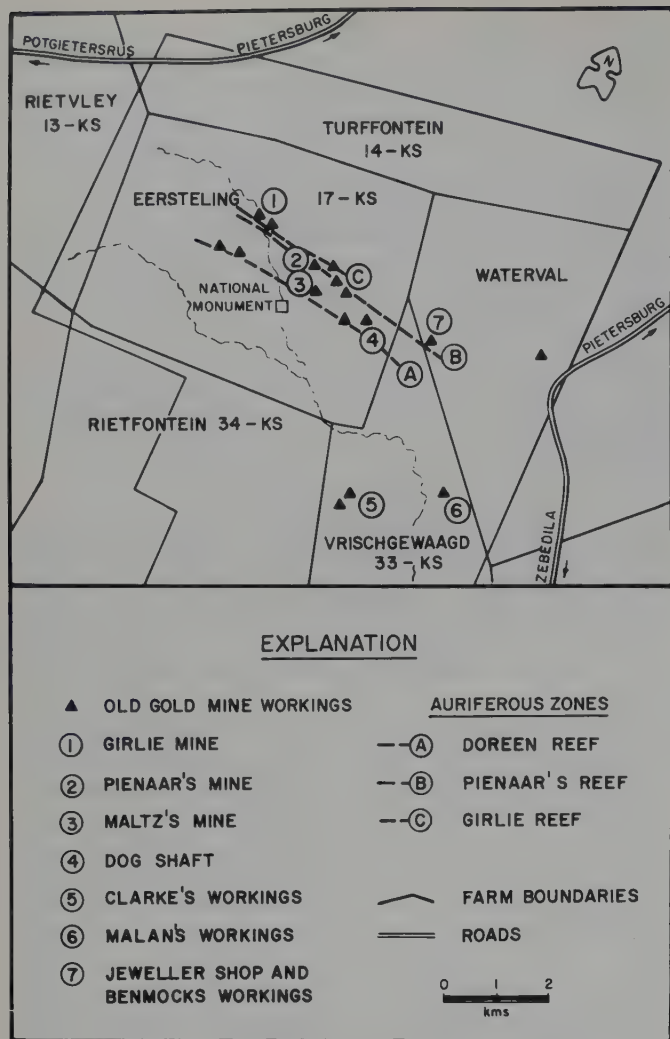 POTGIETERSRUS
PIETERSBURG
N
RIETVLEY
13-KS
TURFFONTEIN
14-KS
EERSTELING
1
17-KS
2
C
WATERVAL
3
NATIONAL
MONUMENT
7
PIETERSBURG
4
B
A
RIETFONTEIN 34-KS
5
6
VRISCHGEWAAGD
33-KS
ZEBEDILA
EXPLANATION
▲ OLD GOLD MINE WORKINGS
1 GIRLIE MINE
2 PIENAAR'S MINE
3 MALTZ'S MINE
4 DOG SHAFT
5 CLARKE'S WORKINGS
6 MALAN'S WORKINGS
7 JEWELLER SHOP AND
BENMOCKS WORKINGS
AURIFEROUS ZONES
A DOREEN REEF
B PIENAAR'S REEF
C GIRLIE REEF
FARM BOUNDARIES
ROADS
0 1 2
kms